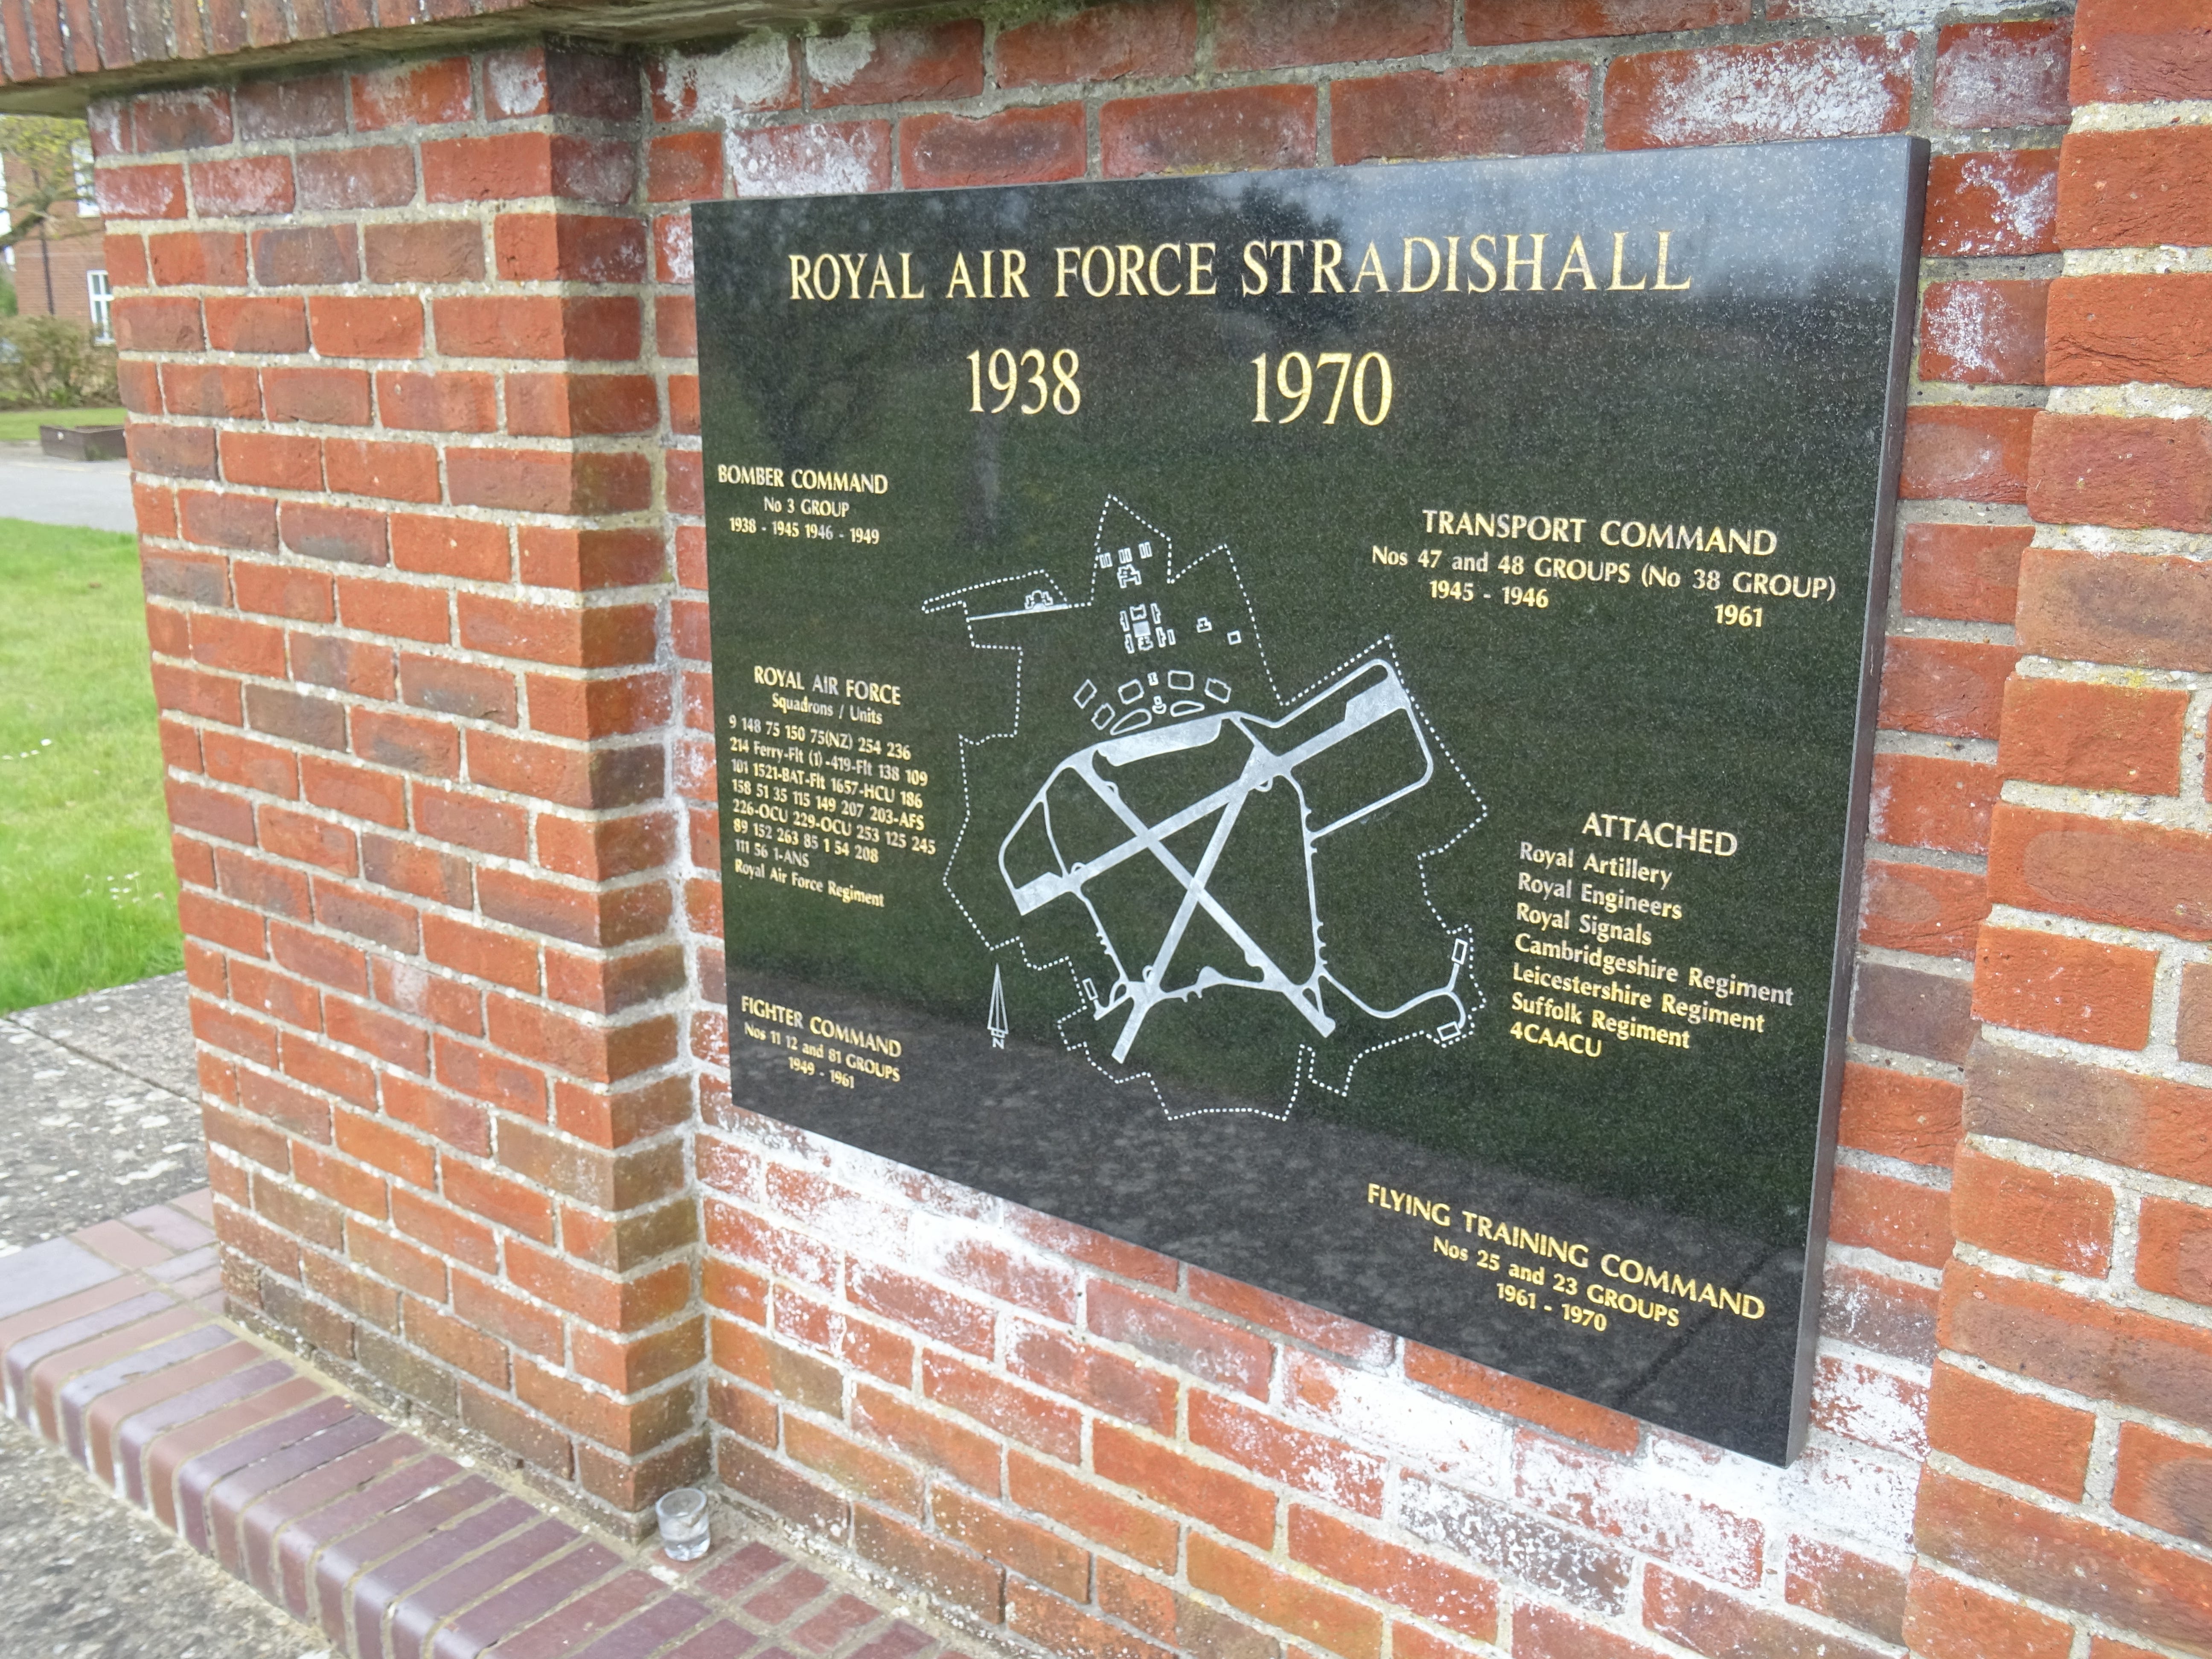 ROYAL AIR FORCE STRADISHALL
1938 1970
BOMBER COMMAND
No 3 GROUP
1938 - 1945 1946 - 1949
TRANSPORT COMMAND
Nos 47 and 48 GROUPS (No 38 GROUP)
1945 - 1946 1961
ROYAL AIR FORCE
Squadrons / Units
9 148 75 150 75(NZ) 254 236
214 Ferry-Flt (1) -419-Flt 138 109
101 1521-BAT-Flt 1657-HCU 186
158 51 35 115 149 207 203-AFS
226-OCU 229-OCU 253 125 245
89 152 263 85 1 54 208
111 56 1-ANS
Royal Air Force Regiment
ATTACHED
Royal Artillery
Royal Engineers
Royal Signals
Cambridgeshire Regiment
Leicestershire Regiment
Suffolk Regiment
4CAACU
FIGHTER COMMAND
Nos 11 12 and 81 GROUPS
1949 - 1961
N
FLYING TRAINING COMMAND
Nos 25 and 23 GROUPS
1961 - 1970